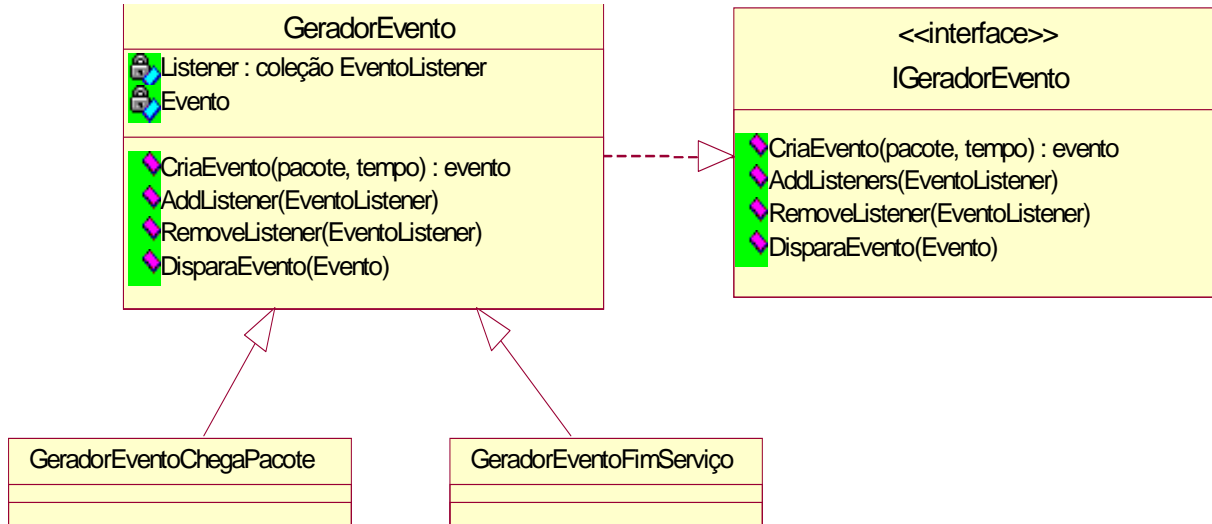 GeradorEvento
Listener : coleção EventoListener
Evento
CriaEvento(pacote, tempo) : evento
AddListener(EventoListener)
RemoveListener(EventoListener)
DisparaEvento(Evento)
<<interface>>
IGeradorEvento
CriaEvento(pacote, tempo) : evento
AddListeners(EventoListener)
RemoveListener(EventoListener)
DisparaEvento(Evento)
GeradorEventoChegaPacote
GeradorEventoFimServiço